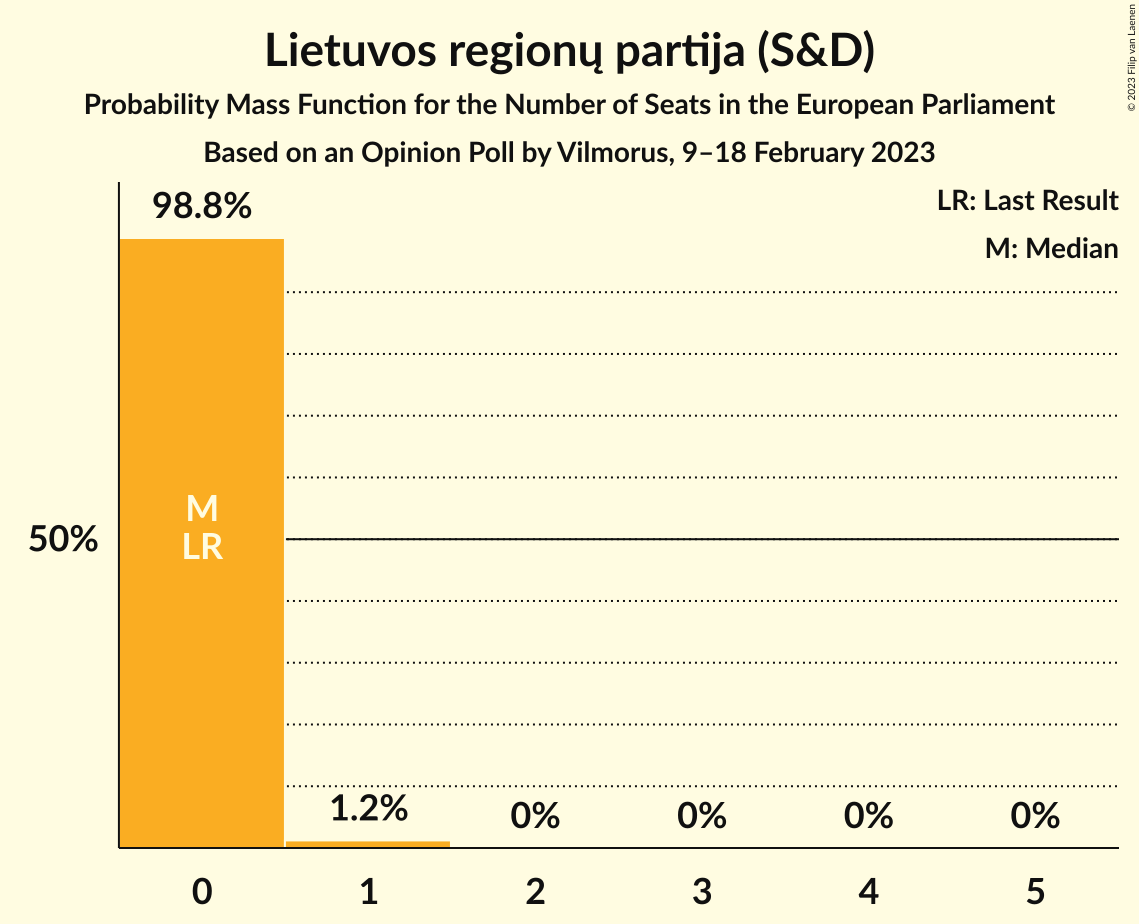 Lietuvos regionų partija (S&D)
Probability Mass Function for the Number of Seats in the European Parliament
Based on an Opinion Poll by Vilmorus, 9–18 February 2023
© 2023 Filip van Laenen
LR: Last Result
M: Median
98.8%
M
LR
50%
1.2%
0%
0%
0%
0%
0
1
2
3
4
5